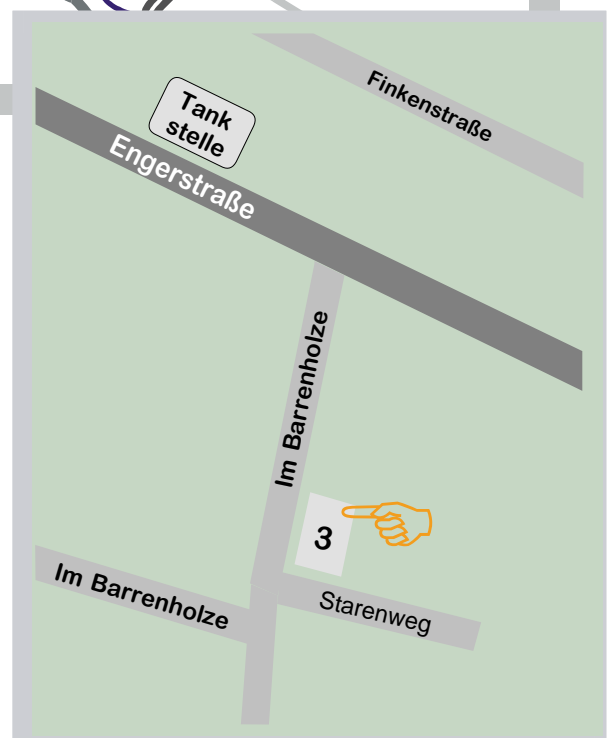 Finkenstraße
Tank
stelle
Engerstraße
Im Barrenholze
3
Im Barrenholze
Starenweg